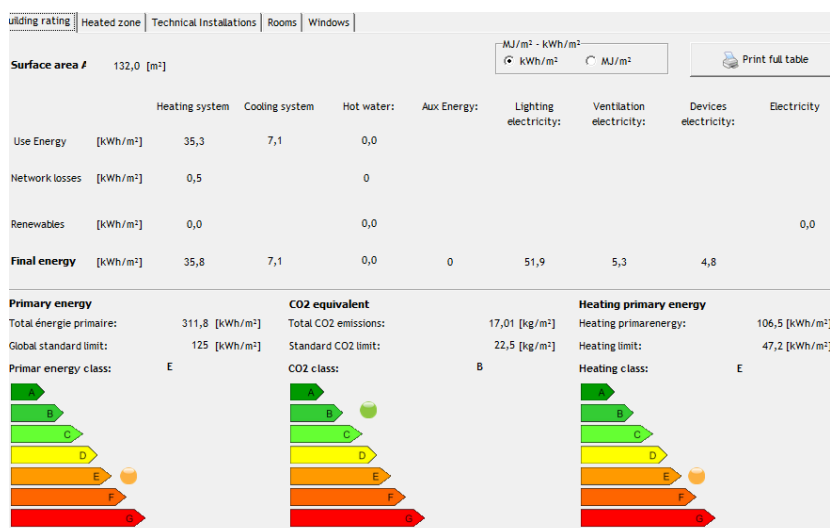 uilding rating Heated zone Technical Installations Rooms Windows
MJ/m² - kWh/m²
kWh/m² MJ/m²
Print full table
Surface area A 132,0 [m²]
Heating system Cooling system Hot water: Aux Energy: Lighting electricity: Ventilation electricity: Devices electricity: Electricity
Use Energy [kWh/m²] 35,3 7,1 0,0
Network losses [kWh/m²] 0,5 0
Renewables [kWh/m²] 0,0 0,0 0,0
Final energy [kWh/m²] 35,8 7,1 0,0 0 51,9 5,3 4,8
Primary energy CO2 equivalent Heating primary energy
Total énergie primaire: 311,8 [kWh/m²] Total CO2 emissions: 17,01 [kg/m²] Heating primarenergy: 106,5 [kWh/m²]
Global standard limit: 125 [kWh/m²] Standard CO2 limit: 22,5 [kg/m²] Heating limit: 47,2 [kWh/m²]
Primar energy class: E CO2 class: B Heating class: E
A A A
B B B
C C C
D D D
E E E
F F F
G G G